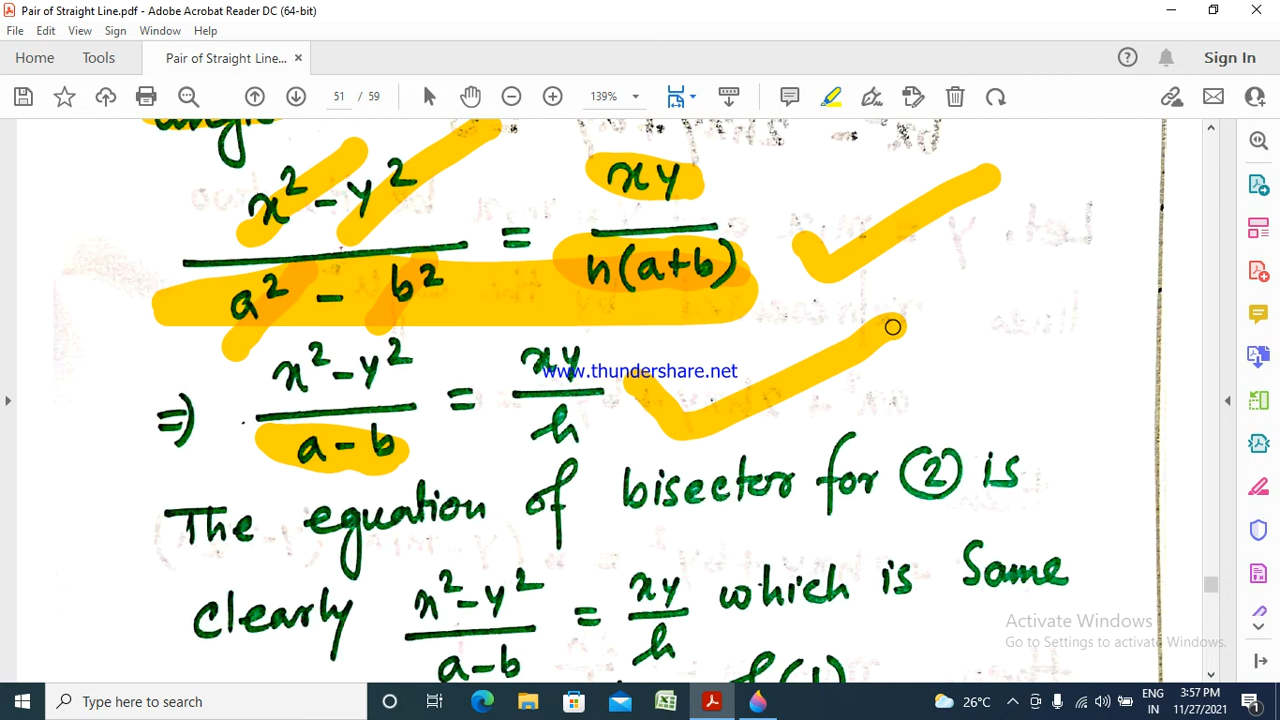 Pair of Straight Line.pdf - Adobe Acrobat Reader DC (64-bit)
File Edit View Sign Window Help
Home Tools Pair of Straight Line... × Sign In
51 / 59 139%
angle
x² - y² / a² - b² = xy / h(a+b)
=) x² - y² / a - b = xy / h
www.thundershare.net
The equation of bisector for ② is
clearly x² - y² / a - b = xy / h which is Same
of (1)
Activate Windows
Go to Settings to activate Windows.
Type here to search
26°C ENG IN 3:57 PM 11/27/2021